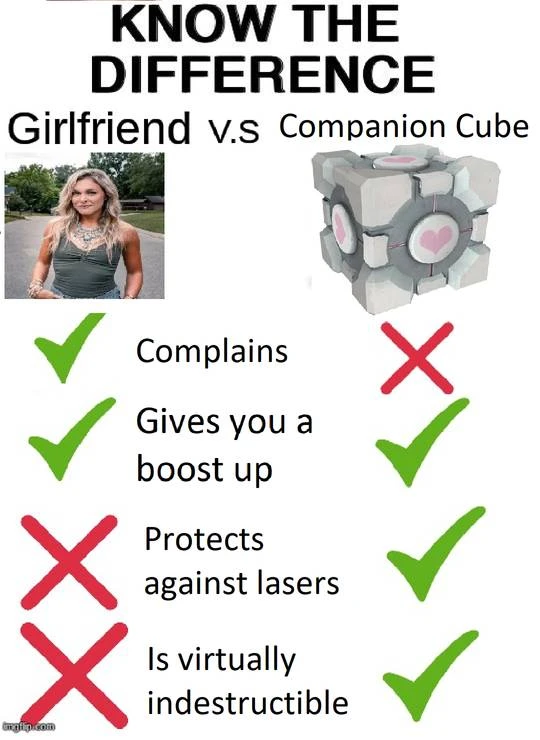 KNOW THE
DIFFERENCE
Girlfriend v.s Companion Cube
Complains
Gives you a
boost up
Protects
against lasers
Is virtually
indestructible
imgflip.com